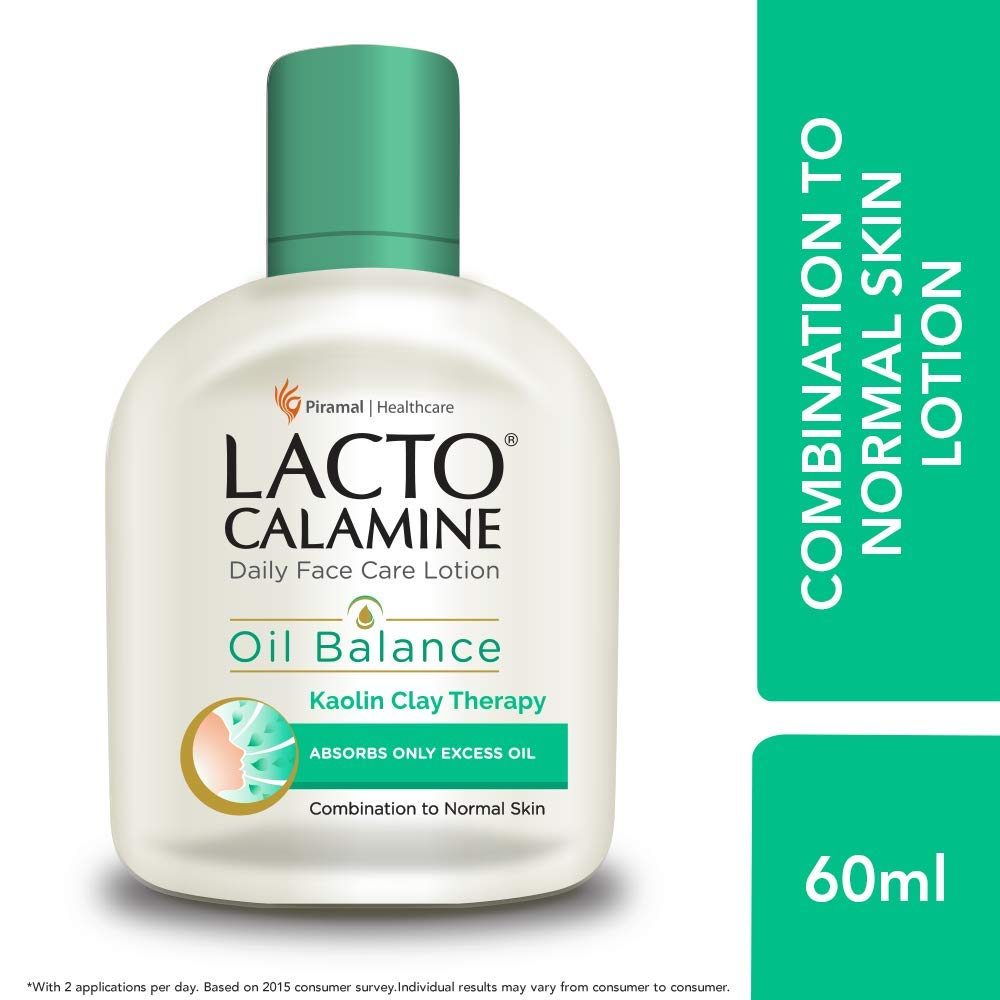 Piramal | Healthcare
LACTO®
CALAMINE
Daily Face Care Lotion
Oil Balance
Kaolin Clay Therapy
ABSORBS ONLY EXCESS OIL
Combination to Normal Skin
COMBINATION TO
NORMAL SKIN
LOTION
60ml
*With 2 applications per day. Based on 2015 consumer survey.Individual results may vary from consumer to consumer.